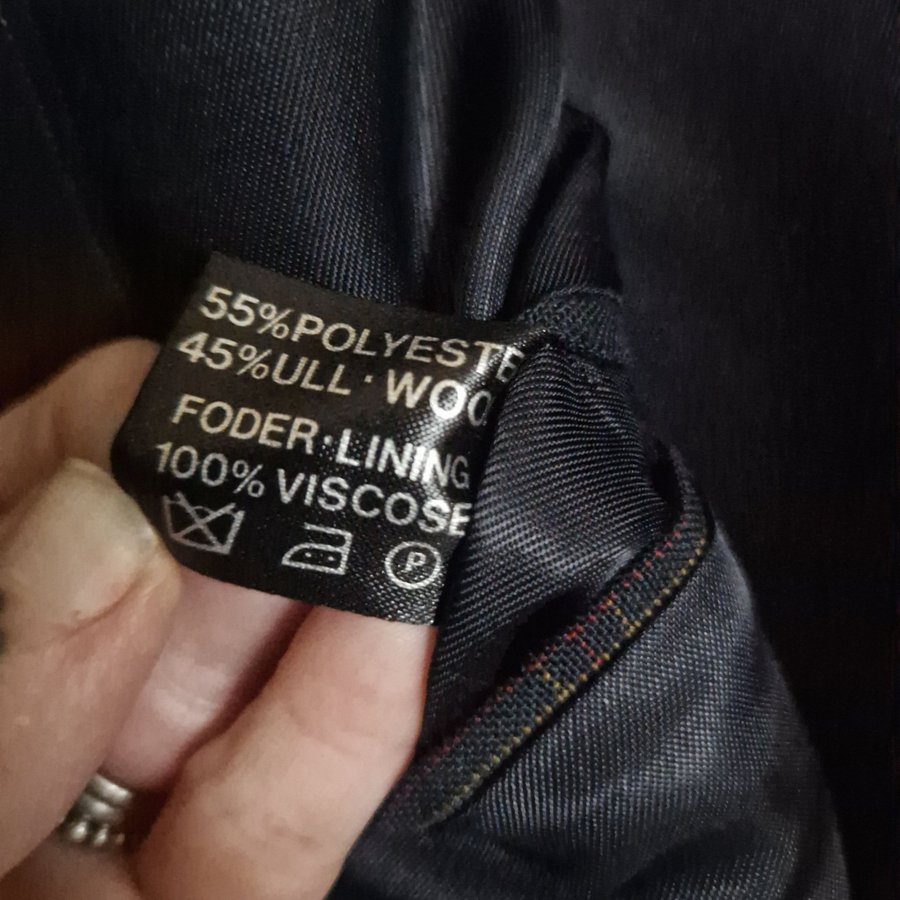 55%POLYESTE
45%ULL·WOO
FODER·LINING
100% VISCOSE
P